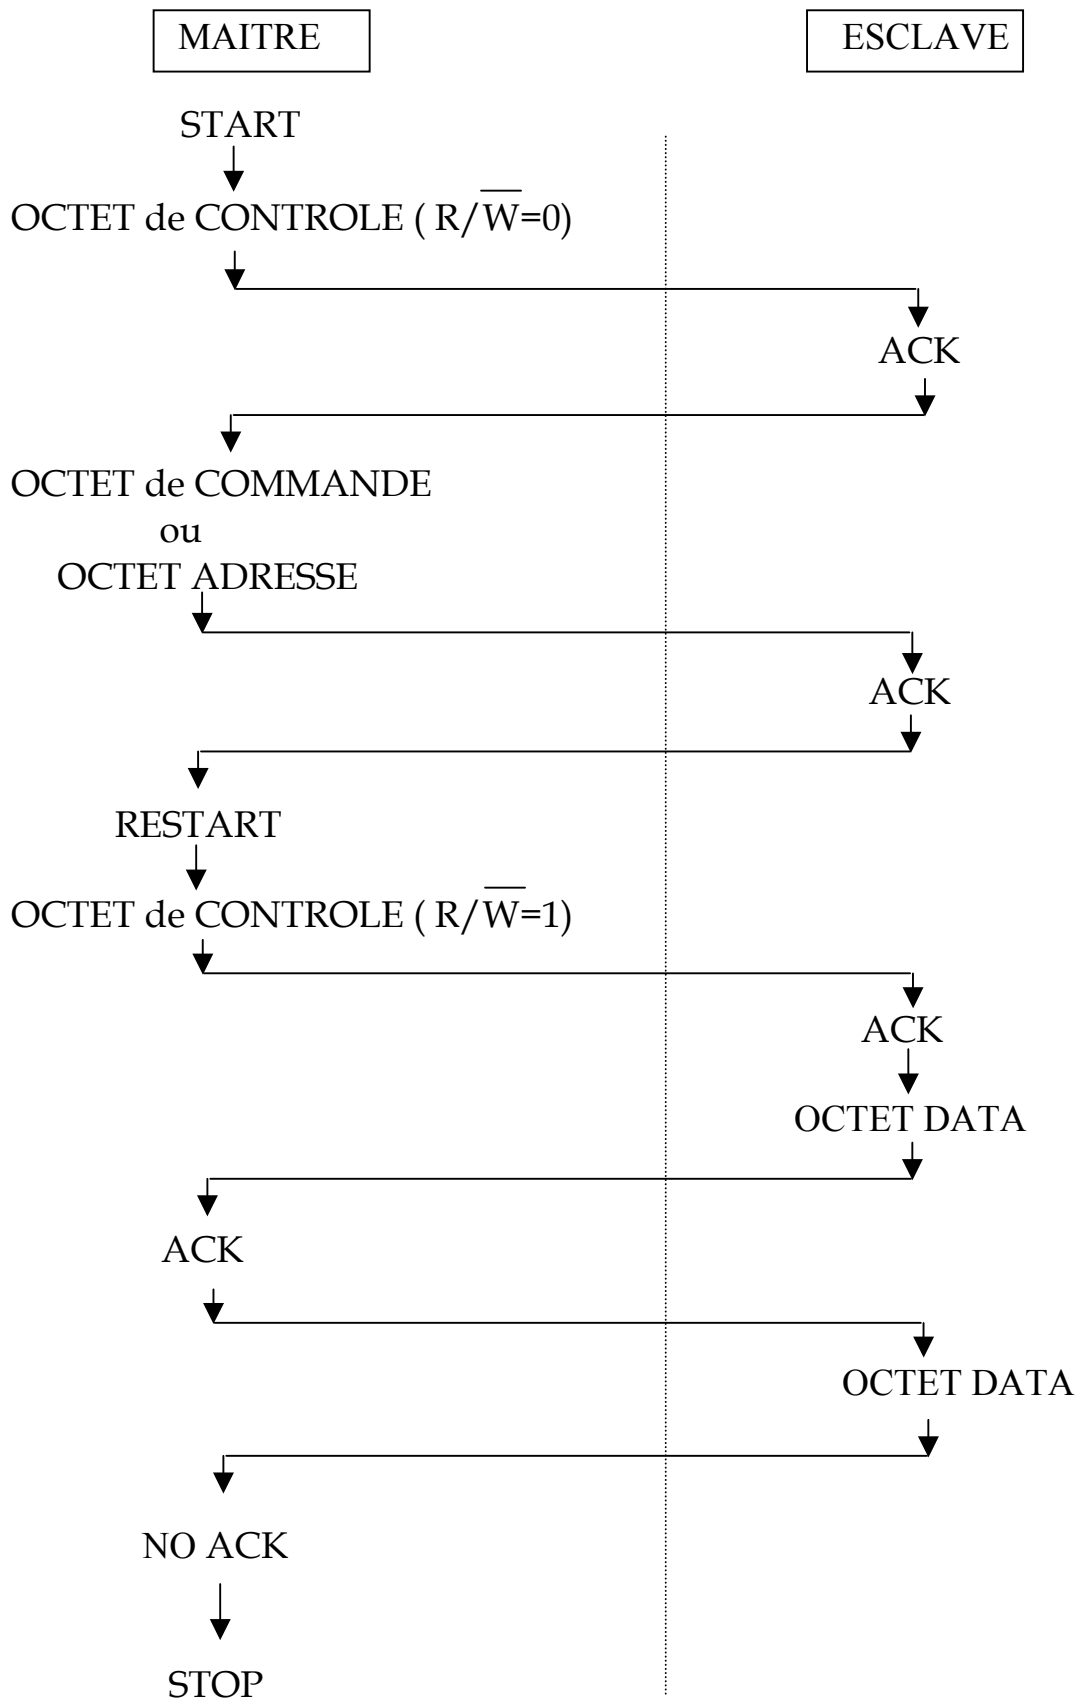 MAITRE
ESCLAVE
START
OCTET de CONTROLE ( R/W̅=0)
ACK
OCTET de COMMANDE
ou
OCTET ADRESSE
ACK
RESTART
OCTET de CONTROLE ( R/W̅=1)
ACK
OCTET DATA
ACK
OCTET DATA
NO ACK
STOP